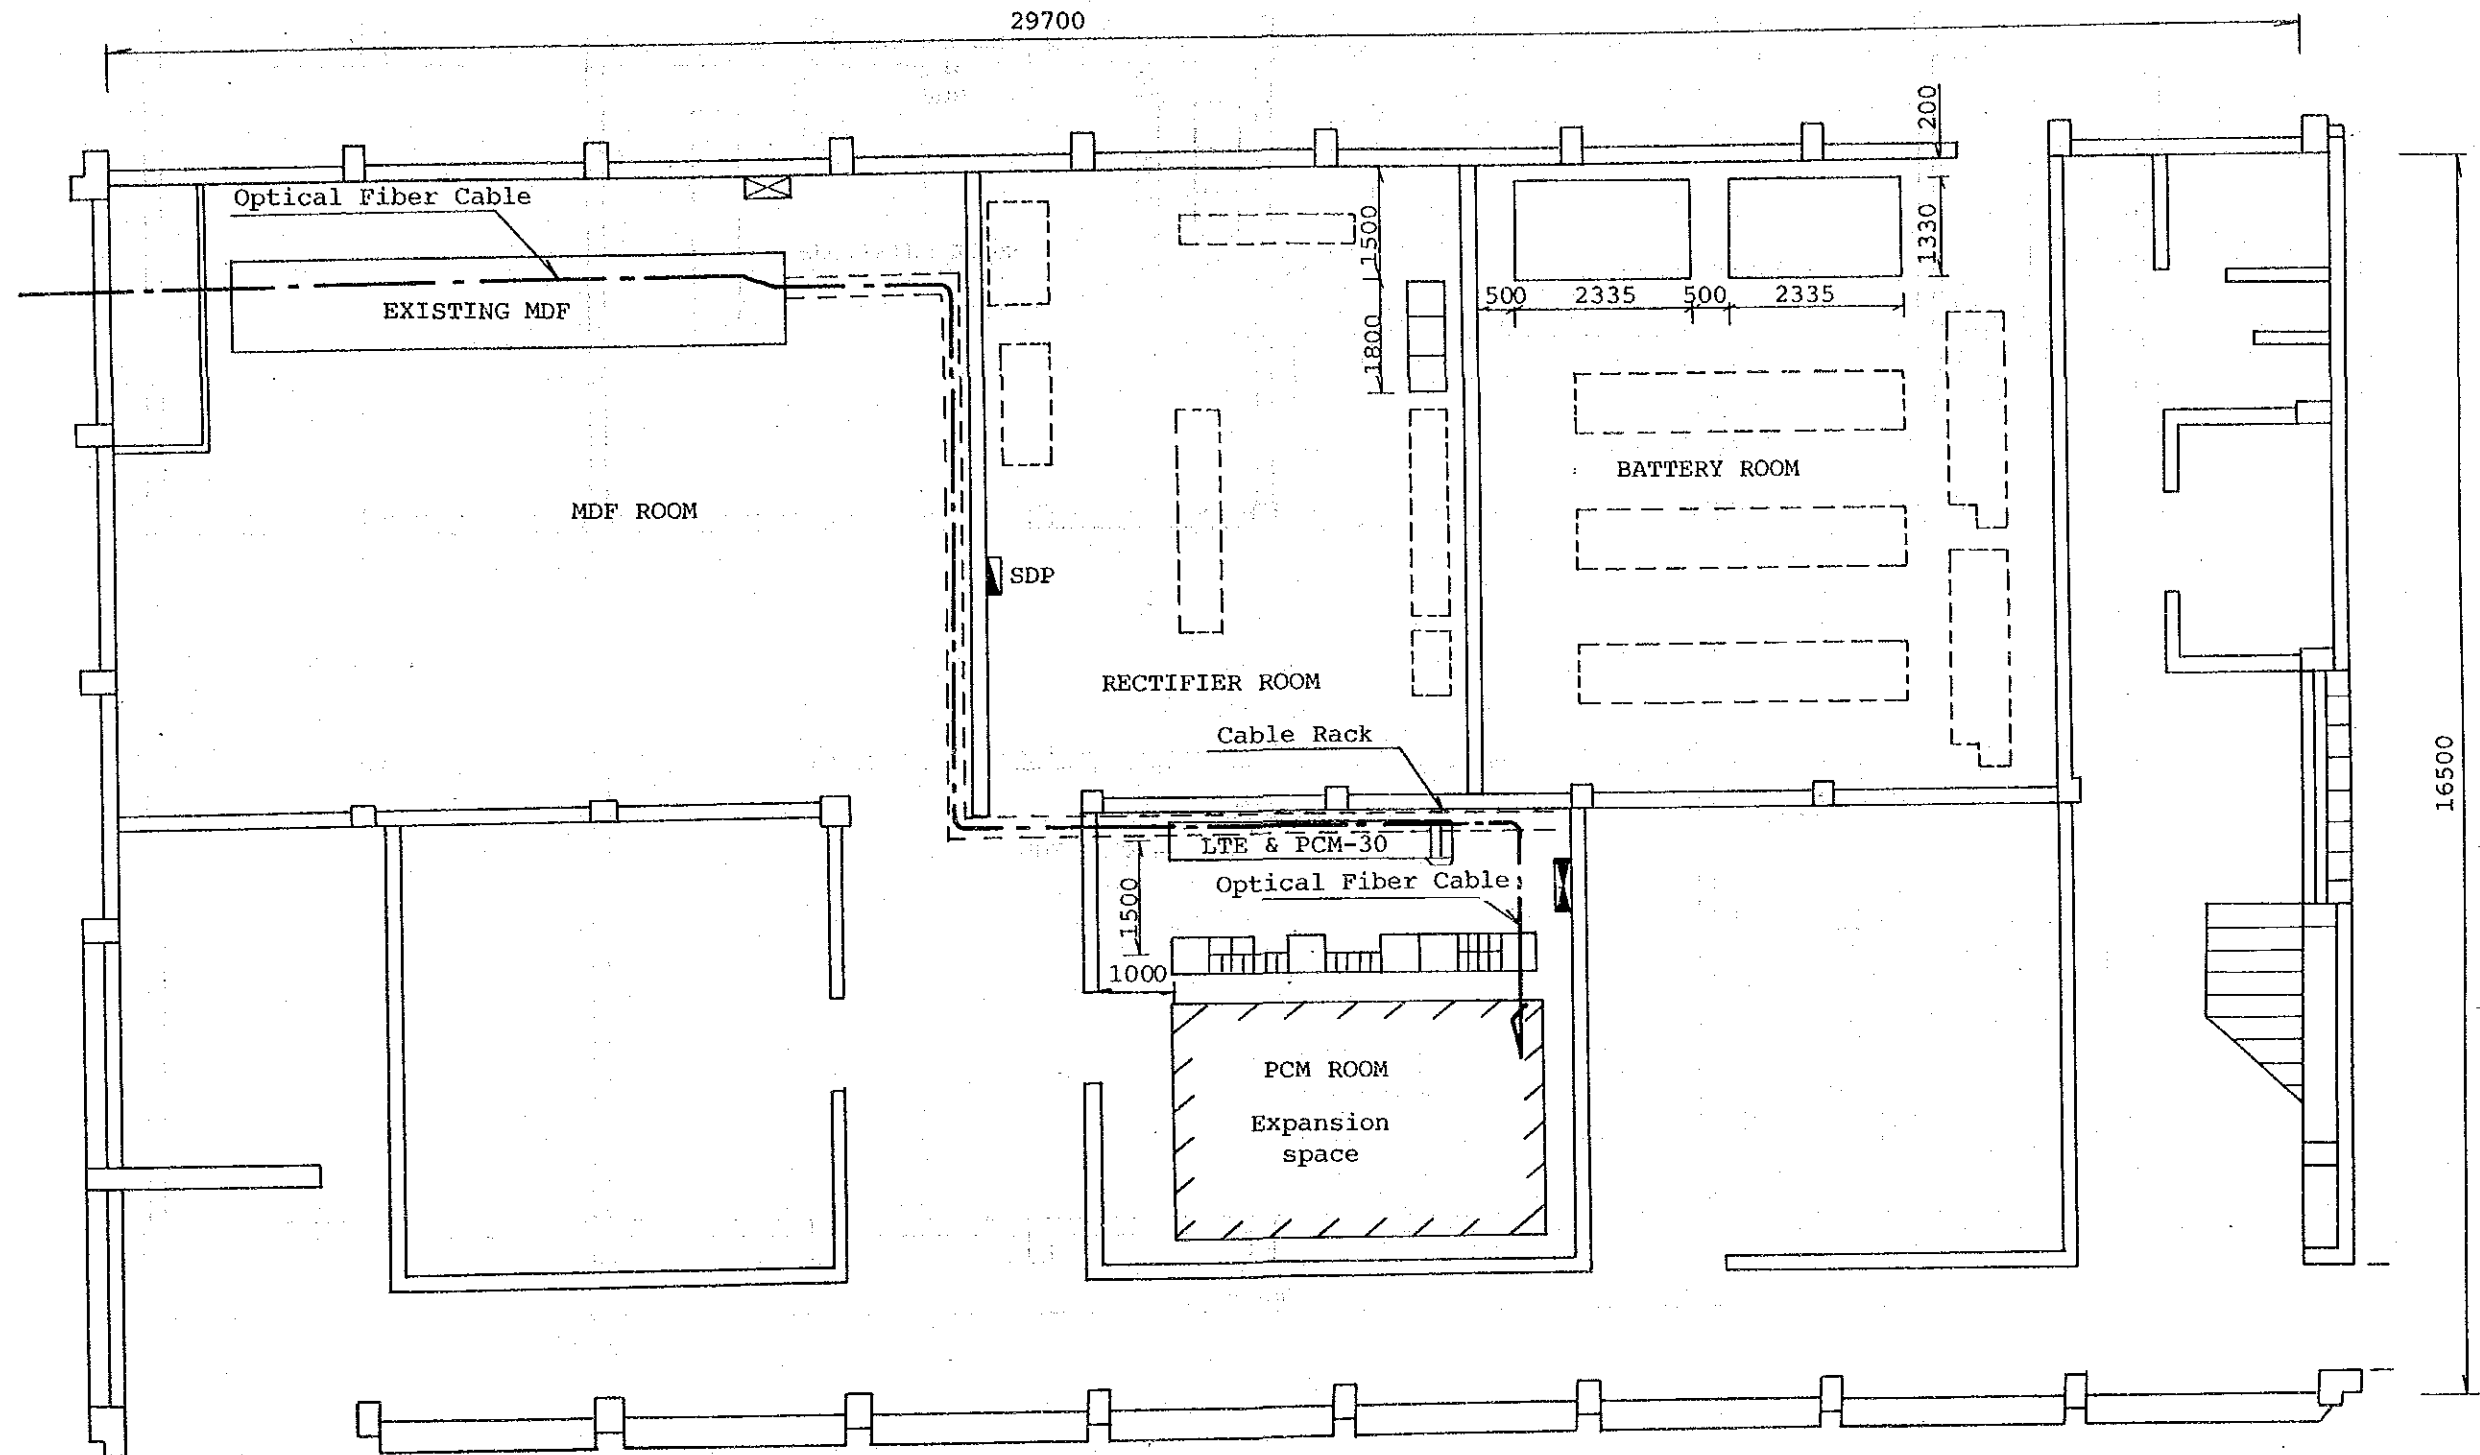 29700
200
Optical Fiber Cable
1500
1330
500
2335
500
2335
EXISTING MDF
1800
BATTERY ROOM
MDF ROOM
SDP
RECTIFIER ROOM
Cable Rack
16500
LTE & PCM-30
Optical Fiber Cable
1500
1000
PCM ROOM
Expansion
space